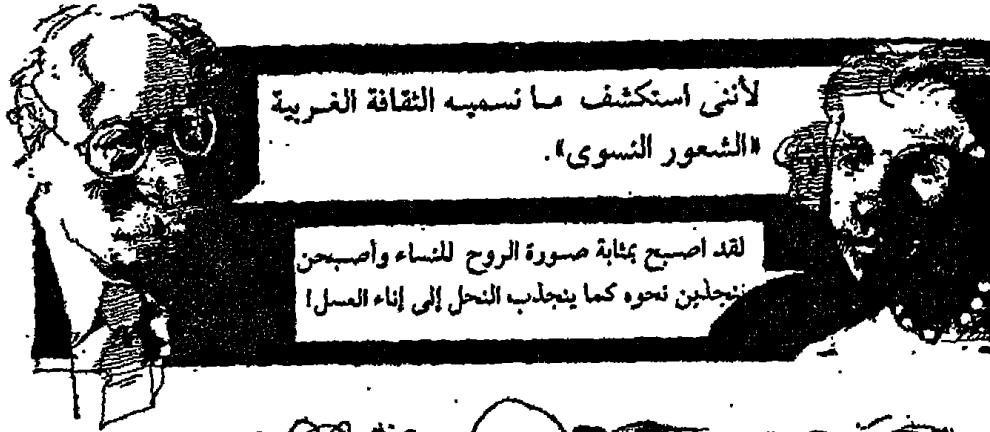 لأننى استكشف ما نسميه الثقافة الغربية
«الشعور النسوى».
لقد اصبح بمثابة صورة الروح للنساء وأصبحن
ينجذبن نحوه كما ينجذب النحل إلى إناء العسل!